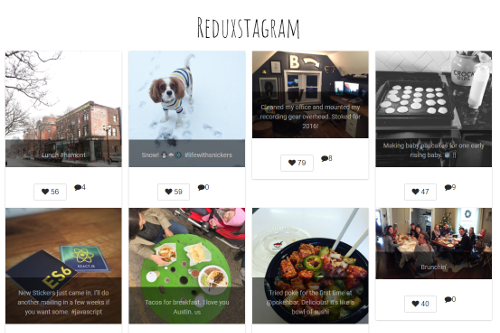 Reduxstagram
Lunch #hamont
Snow! #lifewithsnickers
Cleaned my office and mounted my
recording gear overhead. Stoked for
2016!
Making baby pancakes for one early
rising baby.
56
4
59
0
79
8
47
9
New Stickers just came in. I'll do
another mailing in a few weeks if
you want some. #javascript
Tacos for breakfast. I love you
Austin. us
Tried poke for the first time at
Delicious! It's like a
bowl of sushi
Brunchin'
40
0
ES6
B